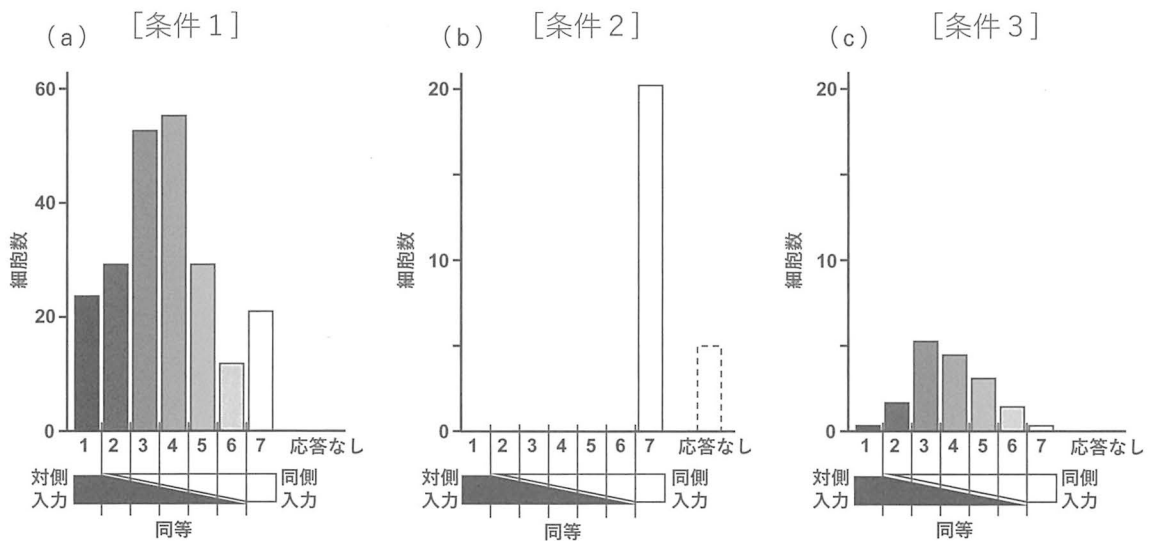 (a) [条件1]
60
40
20
0
細胞数
1 2 3 4 5 6 7 応答なし
対側入力
同側入力
同等
(b) [条件2]
20
10
0
細胞数
1 2 3 4 5 6 7 応答なし
対側入力
同側入力
同等
(c) [条件3]
20
10
0
細胞数
1 2 3 4 5 6 7 応答なし
対側入力
同側入力
同等